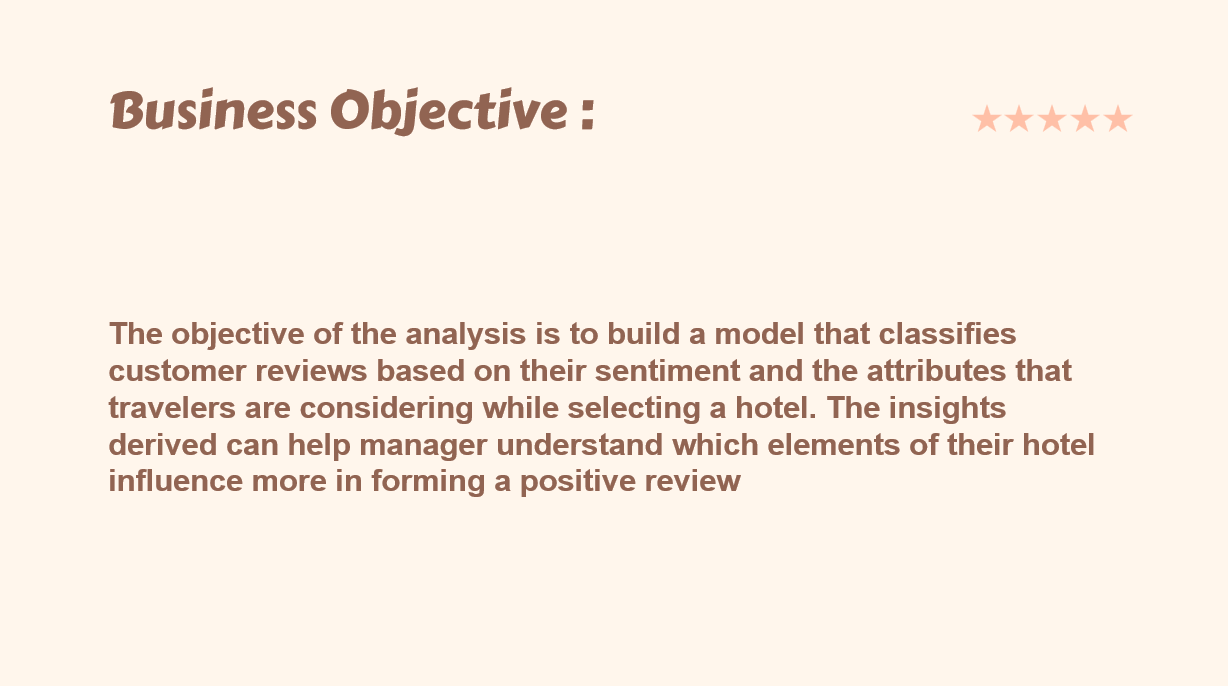 Business Objective :
The objective of the analysis is to build a model that classifies
customer reviews based on their sentiment and the attributes that
travelers are considering while selecting a hotel. The insights
derived can help manager understand which elements of their hotel
influence more in forming a positive review